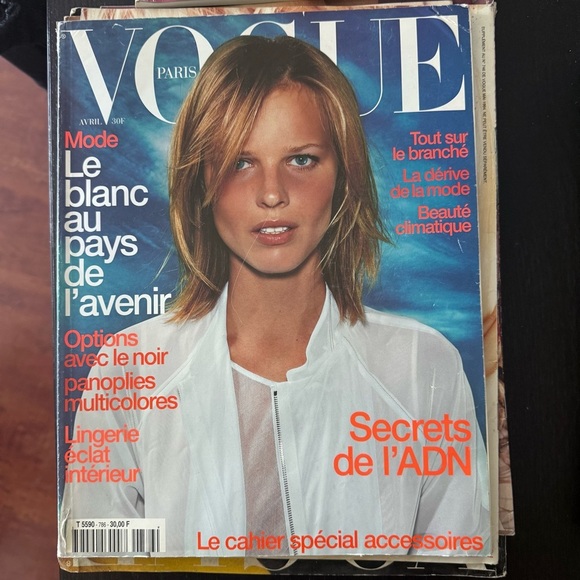 VOGUE
PARIS
AVRIL 30F
Mode
Le
blanc
au
pays
de
l'avenir
Options
avec le noir
panoplies
multicolores
Lingerie
éclat
intérieur
Tout sur
le branché
La dérive
de la mode
Beauté
climatique
Secrets
de l'ADN
T 5590 - 786 - 30,00 F
Le cahier spécial accessoires